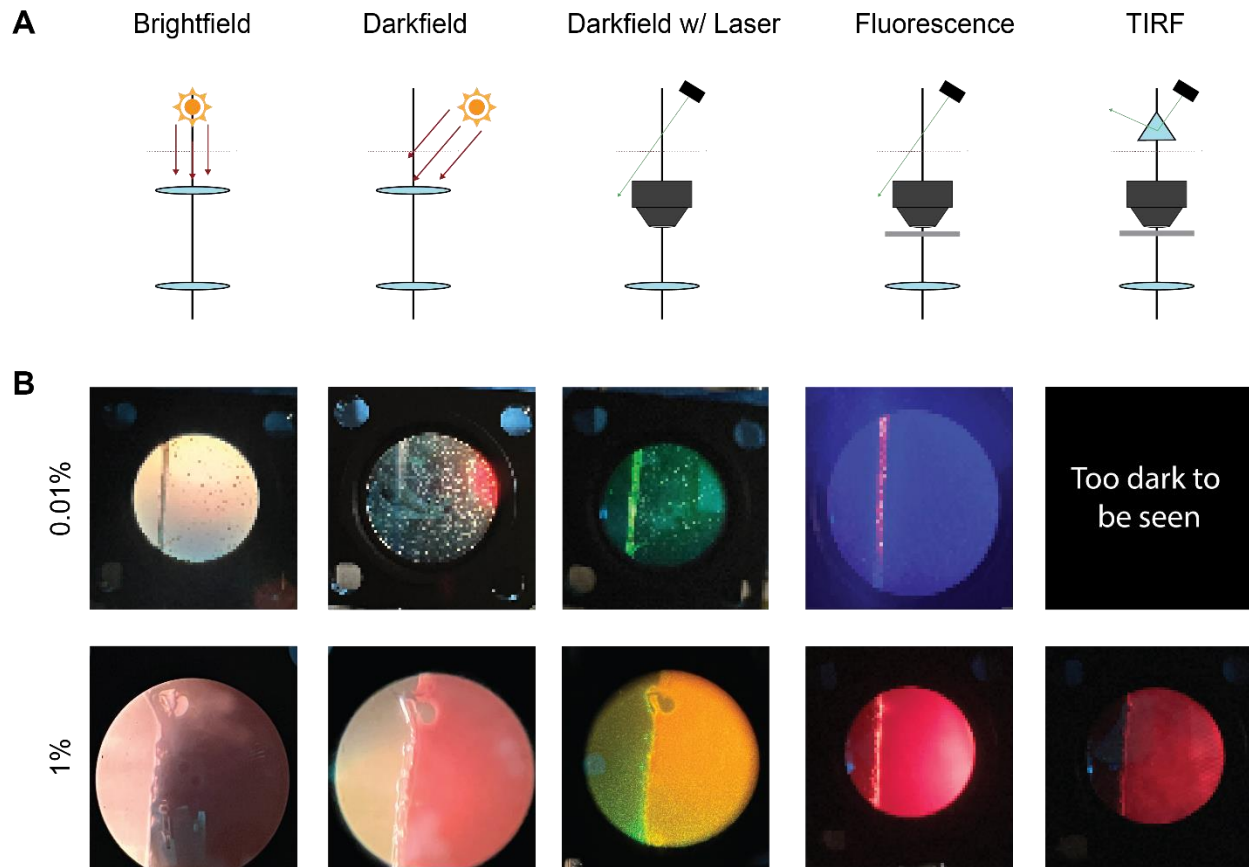 A
Brightfield
Darkfield
Darkfield w/ Laser
Fluorescence
TIRF
B
0.01%
Too dark to
be seen
1%